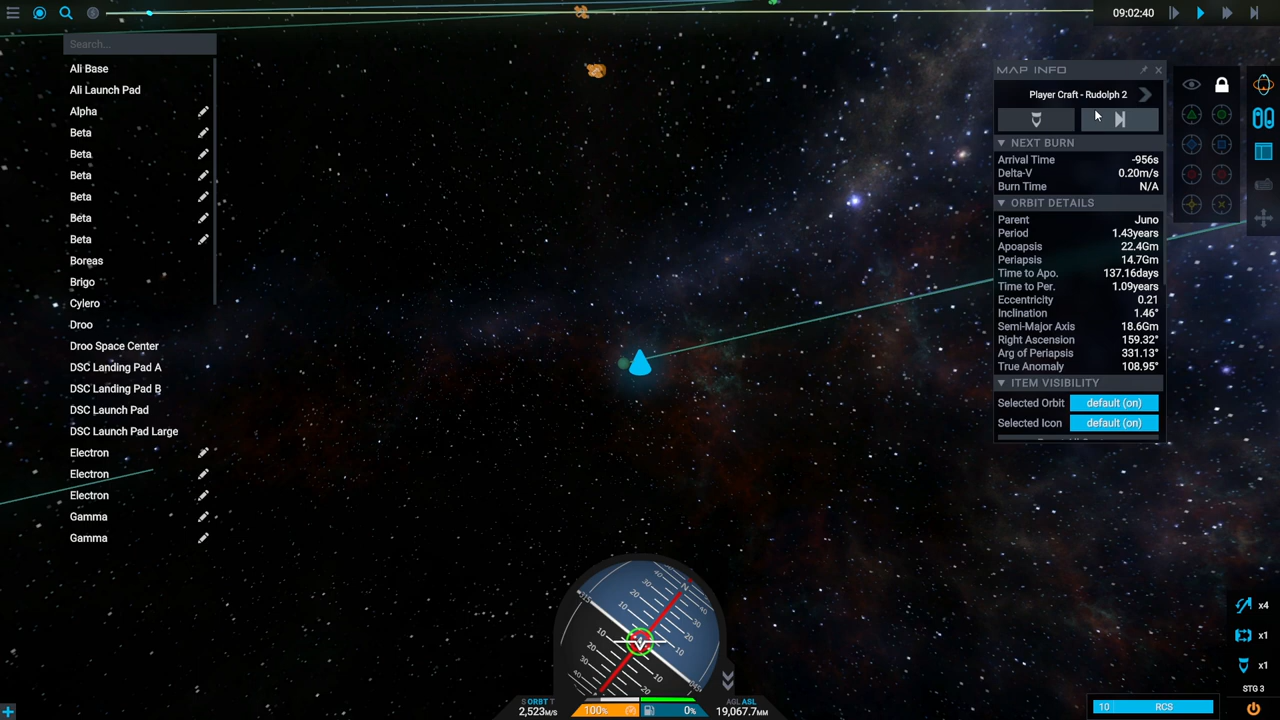 09:02:40
Search...
Ali Base
Ali Launch Pad
Alpha
Beta
Beta
Beta
Beta
Beta
Beta
Boreas
Brigo
Cylero
Droo
Droo Space Center
DSC Landing Pad A
DSC Landing Pad B
DSC Launch Pad
DSC Launch Pad Large
Electron
Electron
Electron
Gamma
Gamma
MAP INFO
Player Craft - Rudolph 2
NEXT BURN
Arrival Time -956s
Delta-V 0.20m/s
Burn Time N/A
ORBIT DETAILS
Parent Juno
Period 1.43years
Apoapsis 22.4Gm
Periapsis 14.7Gm
Time to Apo. 137.16days
Time to Per. 1.09years
Eccentricity 0.21
Inclination 1.46°
Semi-Major Axis 18.6Gm
Right Ascension 159.32°
Arg of Periapsis 331.13°
True Anomaly 108.95°
ITEM VISIBILITY
Selected Orbit default (on)
Selected Icon default (on)
x4
x1
x1
STG 3
10 RCS
S ORBT T
2,523M/S
100%
0%
AGL ASL
19,067.7MM